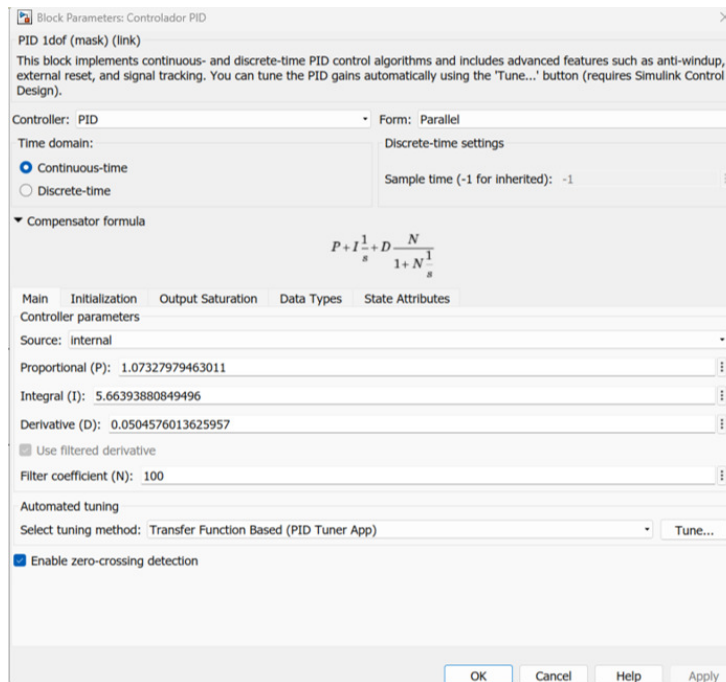 Block Parameters: Controlador PID
PID 1dof (mask) (link)
This block implements continuous- and discrete-time PID control algorithms and includes advanced features such as anti-windup,
external reset, and signal tracking. You can tune the PID gains automatically using the 'Tune...' button (requires Simulink Control
Design).
Controller: PID
Form: Parallel
Time domain:
Continuous-time
Discrete-time
Discrete-time settings
Sample time (-1 for inherited): -1
Compensator formula
P+I 1/s +D N/(1+N 1/s)
Main Initialization Output Saturation Data Types State Attributes
Controller parameters
Source: internal
Proportional (P): 1.07327979463011
Integral (I): 5.66393880849496
Derivative (D): 0.0504576013625957
Use filtered derivative
Filter coefficient (N): 100
Automated tuning
Select tuning method: Transfer Function Based (PID Tuner App) Tune...
Enable zero-crossing detection
OK Cancel Help Apply